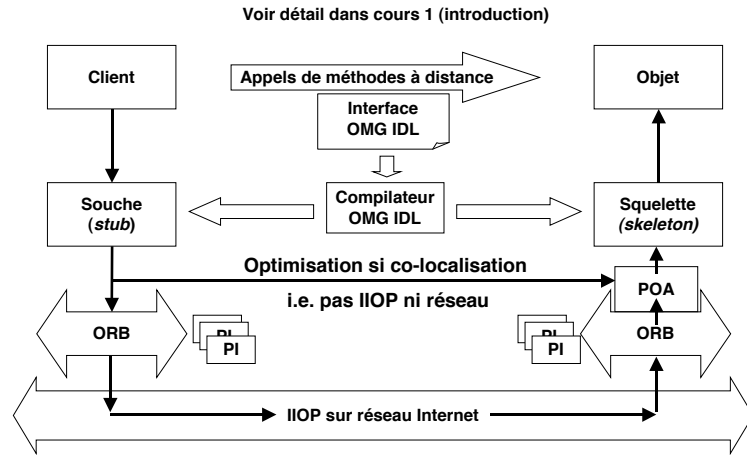 Voir détail dans cours 1 (introduction)
Client
Appels de méthodes à distance
Objet
Interface
OMG IDL
Souche
(stub)
Compilateur
OMG IDL
Squelette
(skeleton)
Optimisation si co-localisation
i.e. pas IIOP ni réseau
POA
ORB
PI
PI
PI
PI
ORB
IIOP sur réseau Internet